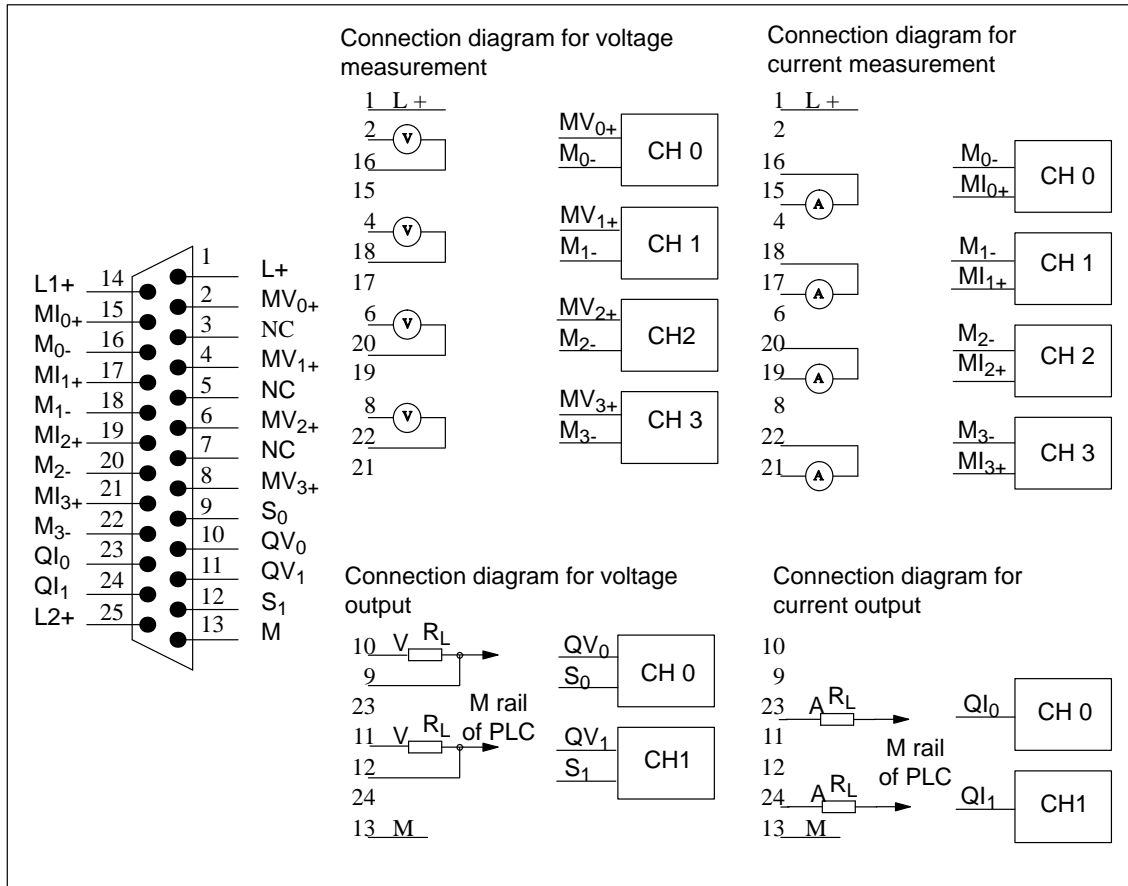 Connection diagram for voltage
measurement
1 L +
2 V
16
15
4 V
18
17
6 V
20
19
8 V
22
21
MV0+
M0-
CH 0
MV1+
M1-
CH 1
MV2+
M2-
CH2
MV3+
M3-
CH 3
Connection diagram for
current measurement
1 L +
2
16
15 A
4
18
17 A
6
20
19 A
8
22
21 A
M0-
MI0+
CH 0
M1-
MI1+
CH 1
M2-
MI2+
CH 2
M3-
MI3+
CH 3
L1+ 14
MI0+ 15
M0- 16
MI1+ 17
M1- 18
MI2+ 19
M2- 20
MI3+ 21
M3- 22
QI0 23
QI1 24
L2+ 25
1 L+
2 MV0+
3 NC
4 MV1+
5 NC
6 MV2+
7 NC
8 MV3+
9 S0
10 QV0
11 QV1
12 S1
13 M
Connection diagram for voltage
output
10 V RL
9
23
M rail
of PLC
11 V RL
12
24
13 M
QV0
S0
CH 0
QV1
S1
CH1
Connection diagram for
current output
10
9
23 A RL
11
M rail
of PLC
12
24 A RL
13 M
QI0
CH 0
QI1
CH1